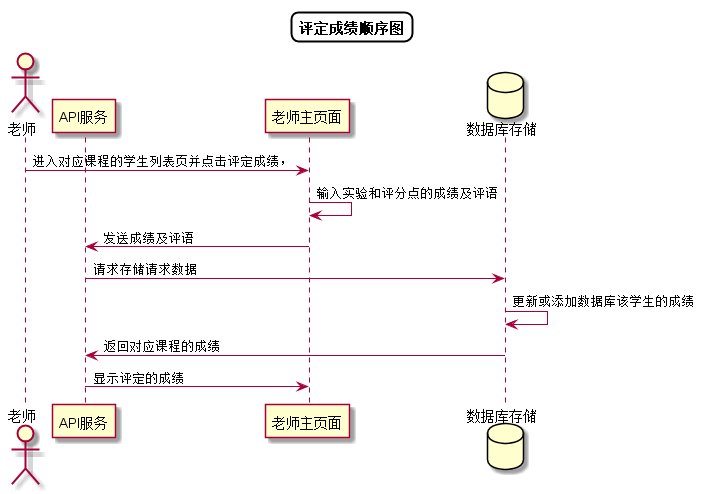 评定成绩顺序图
老师
API服务
老师主页面
数据库存储
进入对应课程的学生列表页并点击评定成绩，
输入实验和评分点的成绩及评语
发送成绩及评语
请求存储请求数据
更新或添加数据库该学生的成绩
返回对应课程的成绩
显示评定的成绩
老师
API服务
老师主页面
数据库存储